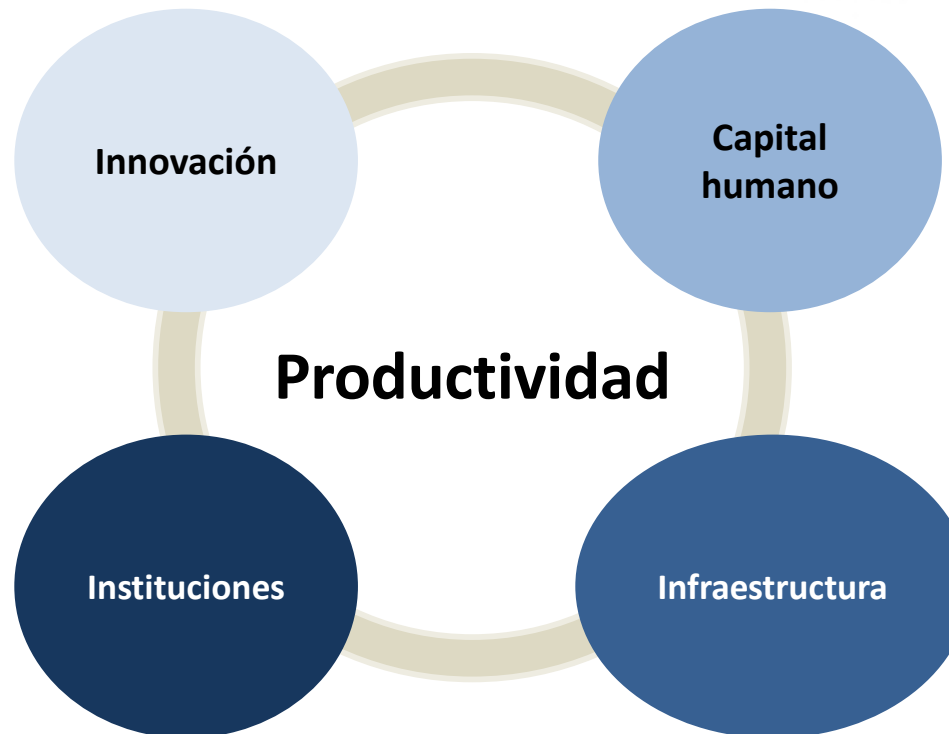 Innovación
Capital
humano
Productividad
Instituciones
Infraestructura